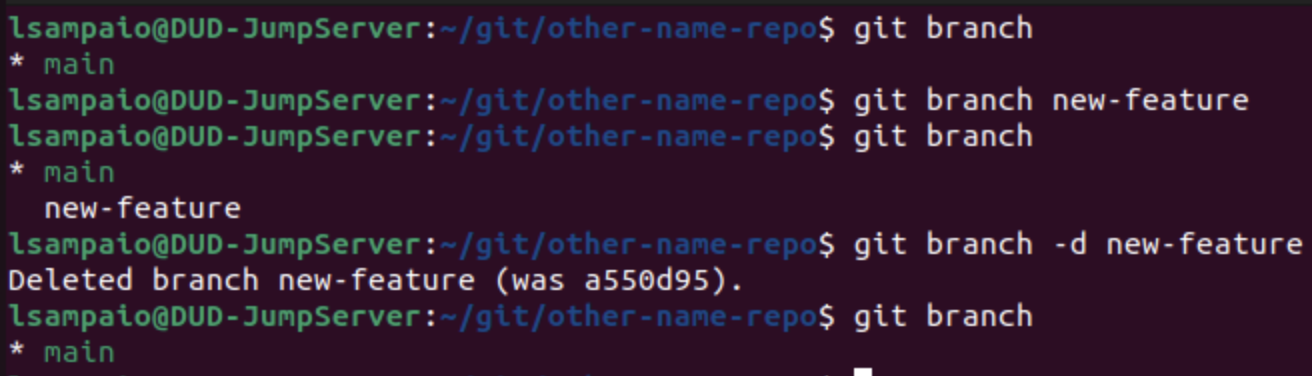 lsampaio@DUD-JumpServer:~/git/other-name-repo$ git branch
* main
lsampaio@DUD-JumpServer:~/git/other-name-repo$ git branch new-feature
lsampaio@DUD-JumpServer:~/git/other-name-repo$ git branch
* main
  new-feature
lsampaio@DUD-JumpServer:~/git/other-name-repo$ git branch -d new-feature
Deleted branch new-feature (was a550d95).
lsampaio@DUD-JumpServer:~/git/other-name-repo$ git branch
* main